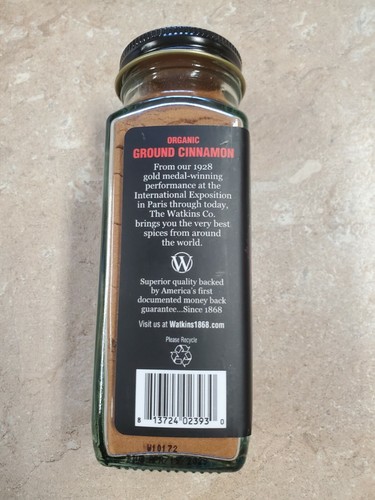 ORGANIC
GROUND CINNAMON
From our 1928
gold medal-winning
performance at the
International Exposition
in Paris through today,
The Watkins Co.
brings you the very best
spices from around
the world.
W
Superior quality backed
by America's first
documented money back
guarantee...Since 1868
Visit us at Watkins1868.com
Please Recycle
8 13724 02393 0